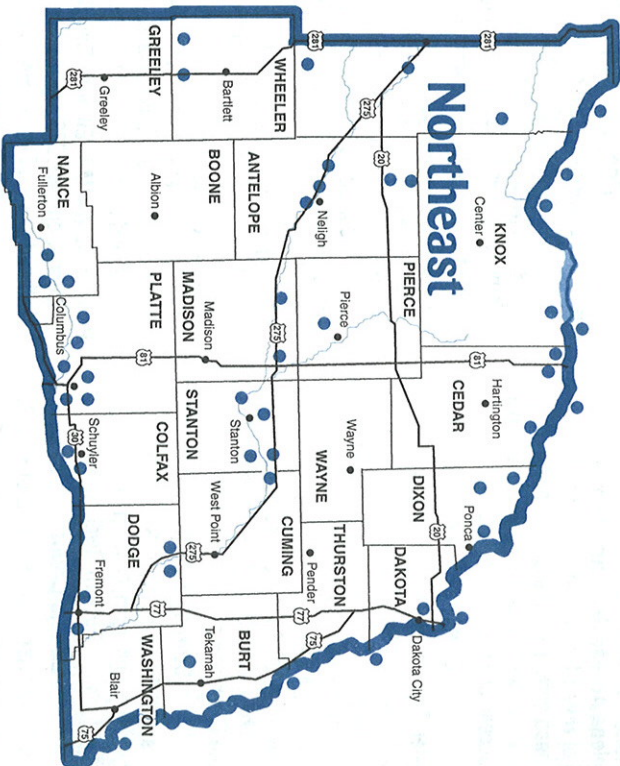 281
KNOX
Hartington
Center
81
Ponca
Northeast
CEDAR
20
Dakota City
DIXON
PIERCE
DAKOTA
20
275
Wayne
Pierce
THURSTON
Neligh
WAYNE
281
75
Pender
77
CUMING
WHEELER
275
ANTELOPE
BURT
Stanton
Bartlett
West Point
BOONE
Madison
Tekamah
275
STANTON
MADISON
COLFAX
77
GREELEY
Albion
PLATTE
WASHINGTON
81
DODGE
Blair
Greeley
Fremont
Schuyler
75
30
281
NANCE
Columbus
Fullerton